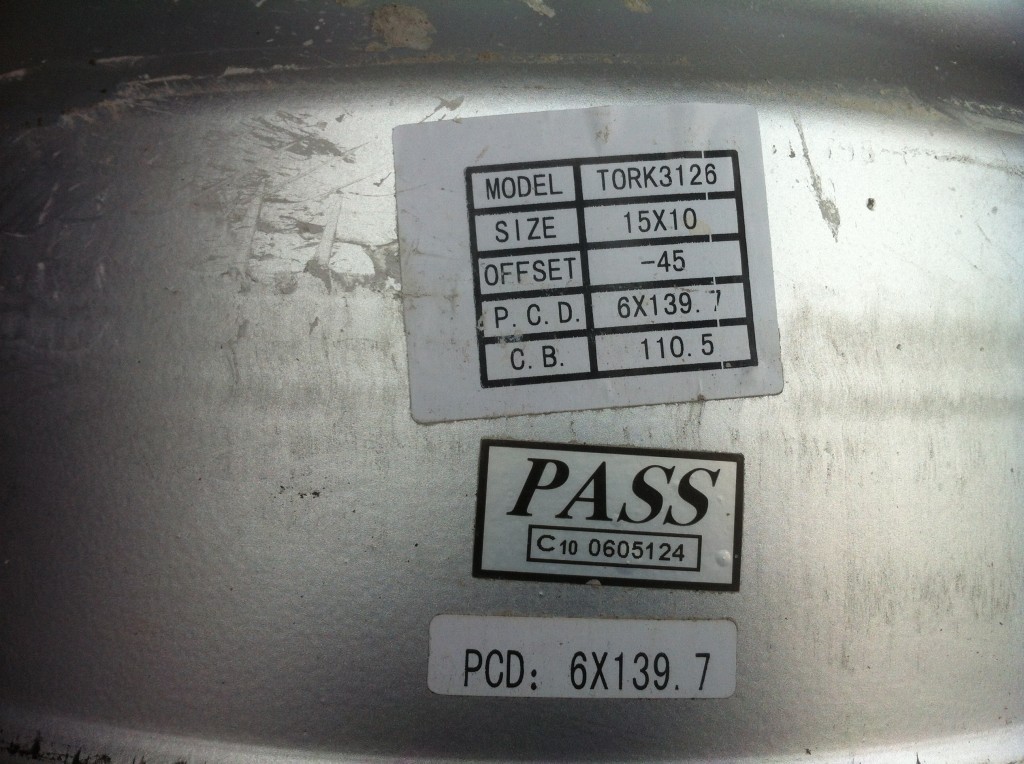 MODEL TORK3126
SIZE 15X10
OFFSET -45
P.C.D. 6X139.7
C.B. 110.5
PASS
C10 0605124
PCD: 6X139.7